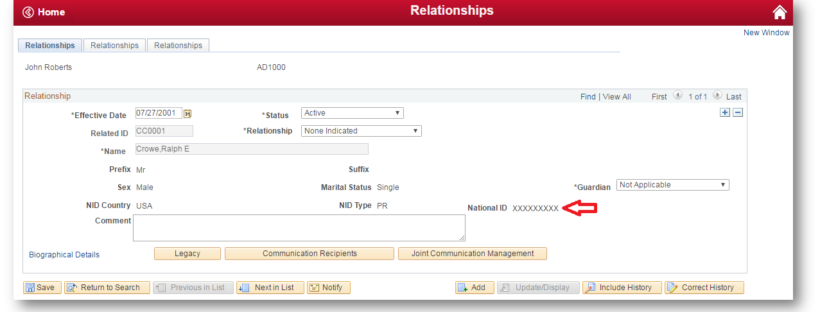 Home
Relationships
New Window
Relationships Relationships Relationships
John Roberts AD1000
Relationship Find | View All First 1 of 1 Last
*Effective Date 07/27/2001 *Status Active
Related ID CC0001 *Relationship None Indicated
*Name Crowe,Ralph E
Prefix Mr Suffix
Sex Male Marital Status Single *Guardian Not Applicable
NID Country USA NID Type PR National ID XXXXXXXXX
Comment
Biographical Details Legacy Communication Recipients Joint Communication Management
Save Return to Search Previous in List Next in List Notify Add Update/Display Include History Correct History